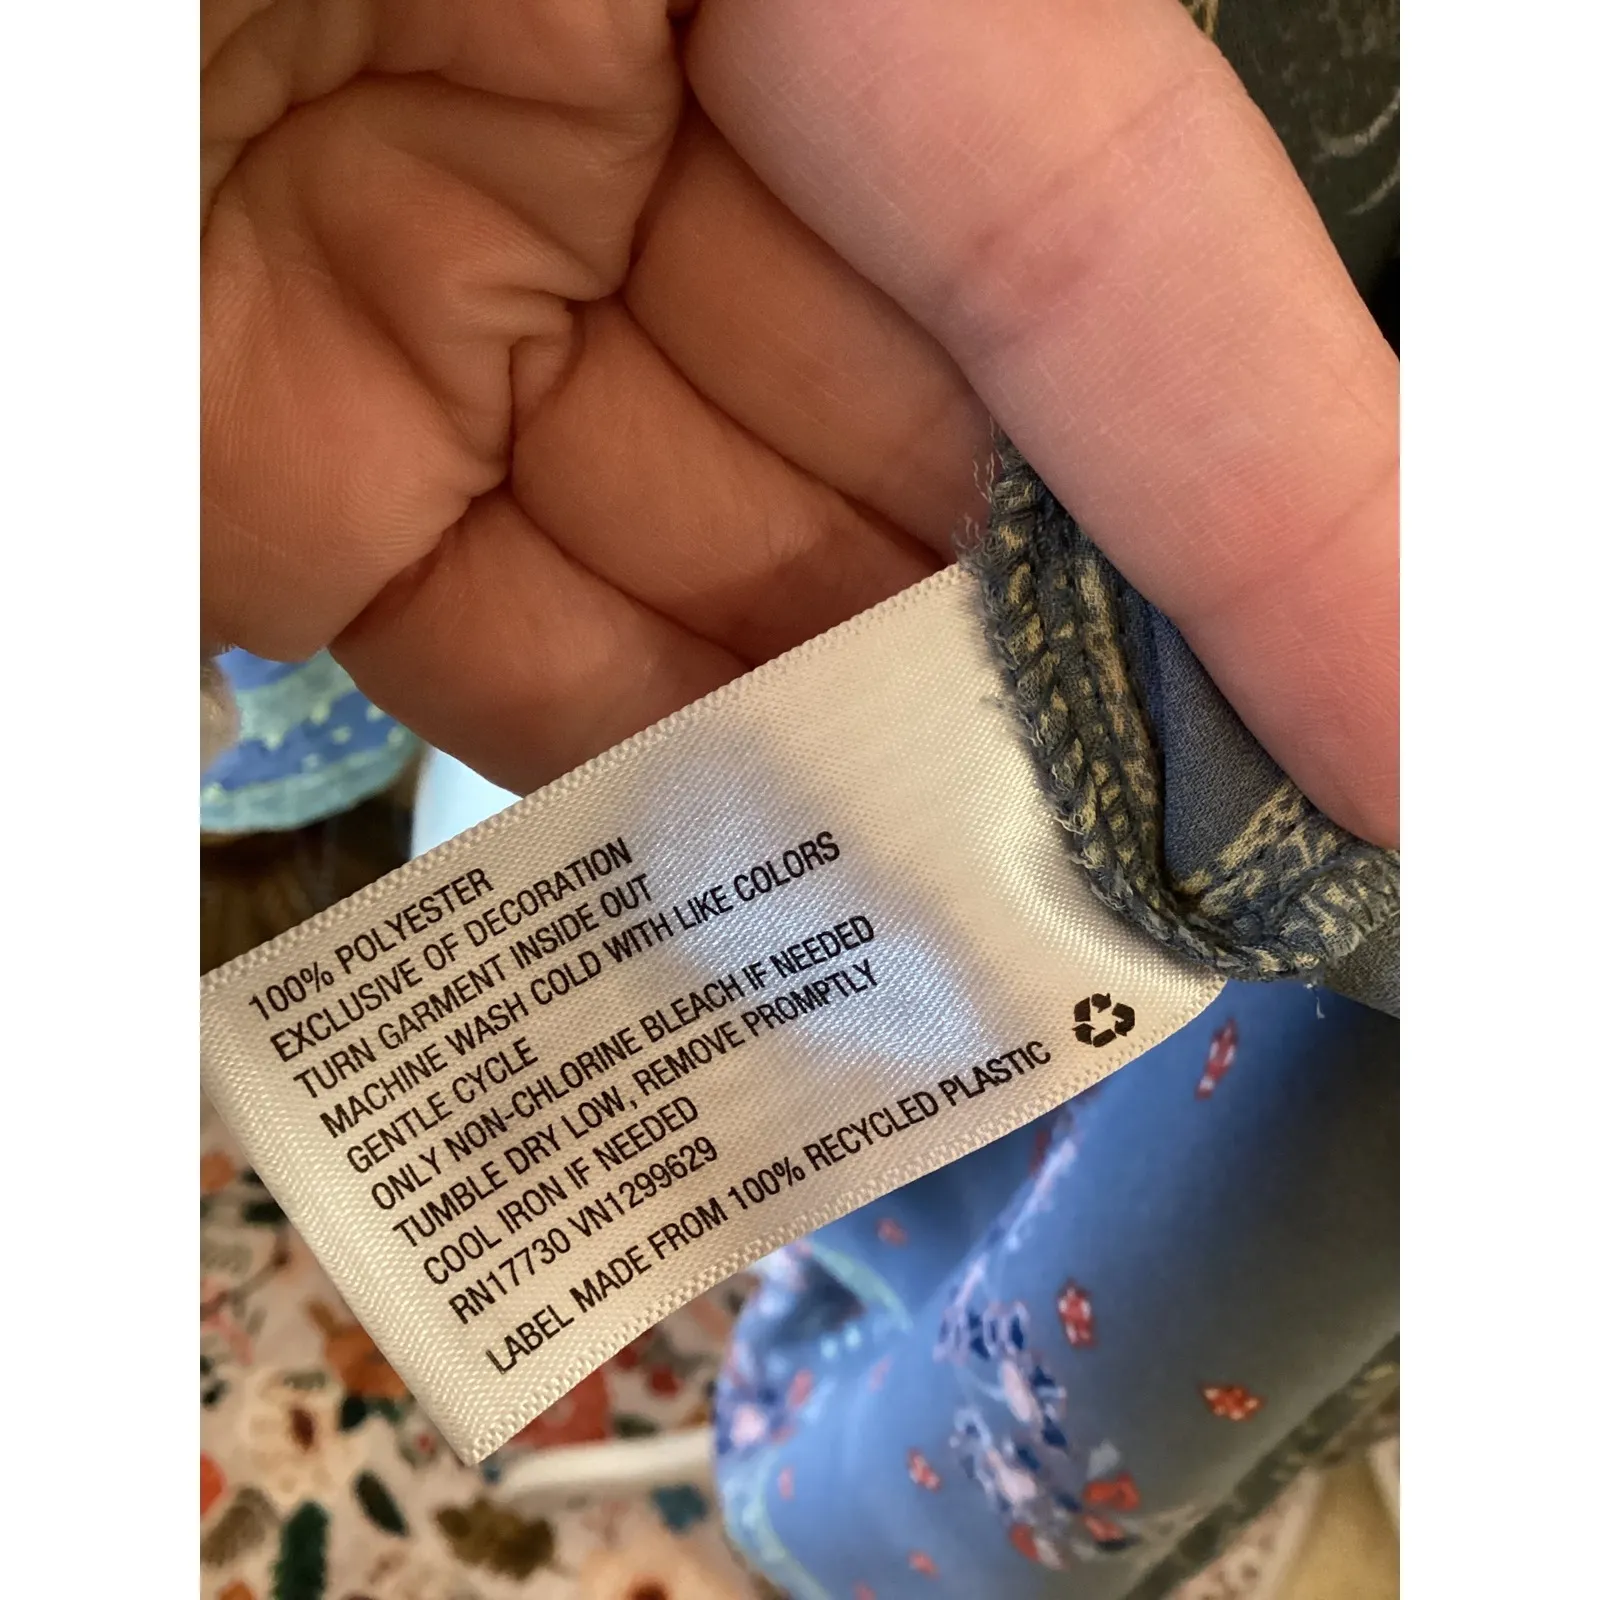 100% POLYESTER
EXCLUSIVE OF DECORATION
TURN GARMENT INSIDE OUT
MACHINE WASH COLD WITH LIKE COLORS
GENTLE CYCLE
ONLY NON-CHLORINE BLEACH IF NEEDED
TUMBLE DRY LOW, REMOVE PROMPTLY
COOL IRON IF NEEDED
RN17730 VN1299629
LABEL MADE FROM 100% RECYCLED PLASTIC